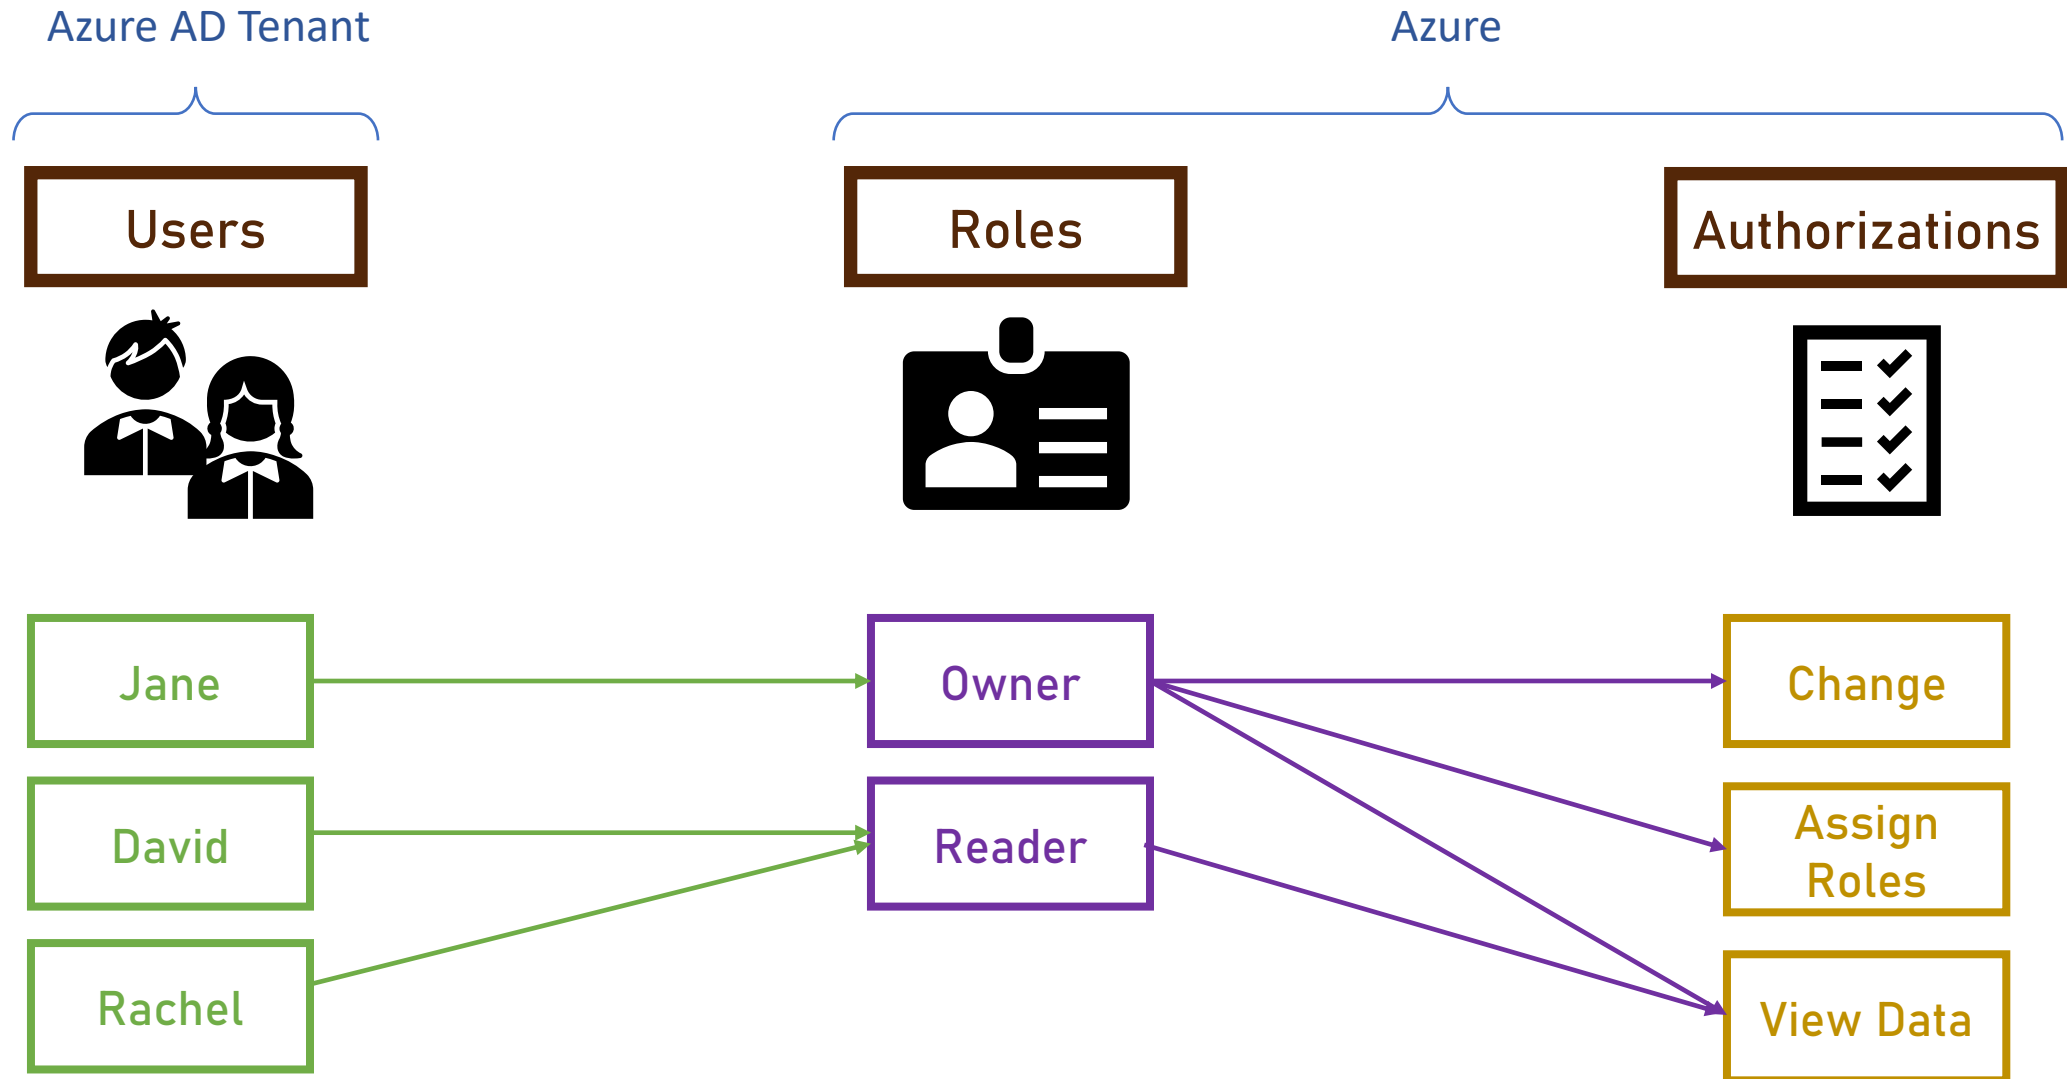 Azure AD Tenant
Azure
Users
Roles
Authorizations
Jane
Owner
Change
David
Reader
Assign
Roles
Rachel
View Data